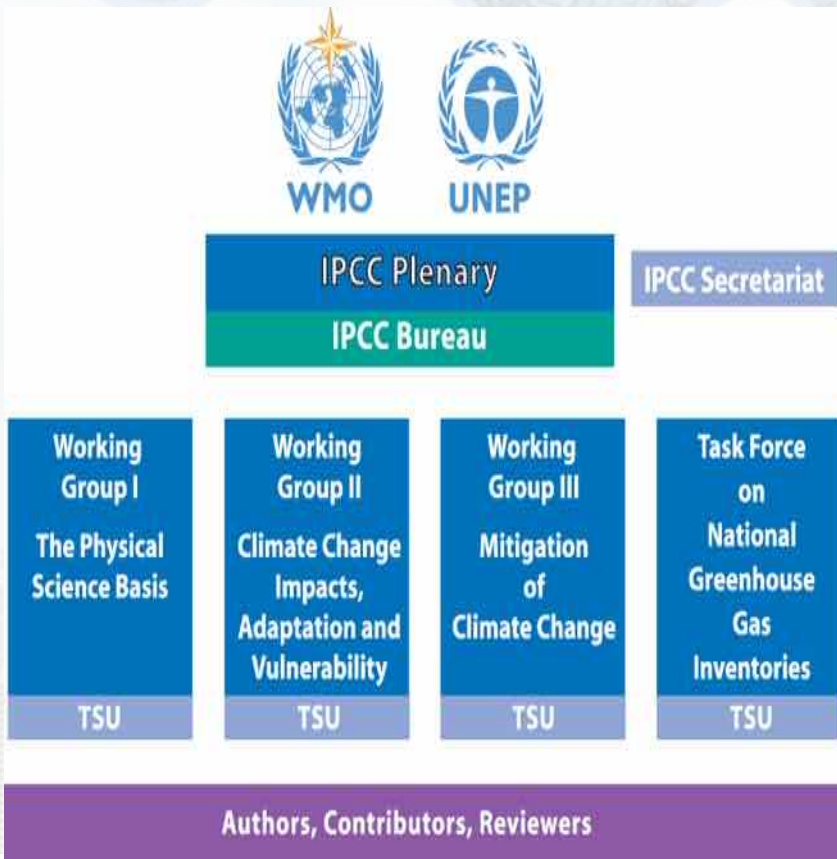 WMO
UNEP
IPCC Plenary
IPCC Bureau
IPCC Secretariat
Working
Group I
The Physical
Science Basis
TSU
Working
Group II
Climate Change
Impacts,
Adaptation and
Vulnerability
TSU
Working
Group III
Mitigation
of
Climate Change
TSU
Task Force
on
National
Greenhouse
Gas
Inventories
TSU
Authors, Contributors, Reviewers